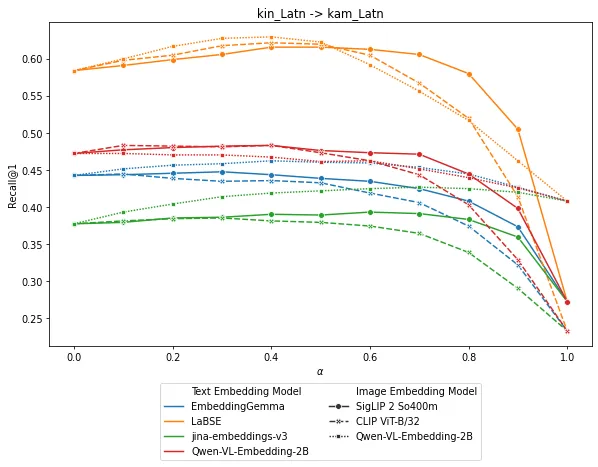 kin_Latn -> kam_Latn
Recall@1
0.60
0.55
0.50
0.45
0.40
0.35
0.30
0.25
0.0 0.2 0.4 0.6 0.8 1.0
α
Text Embedding Model
EmbeddingGemma
LaBSE
jina-embeddings-v3
Qwen-VL-Embedding-2B
Image Embedding Model
SigLIP 2 So400m
CLIP ViT-B/32
Qwen-VL-Embedding-2B